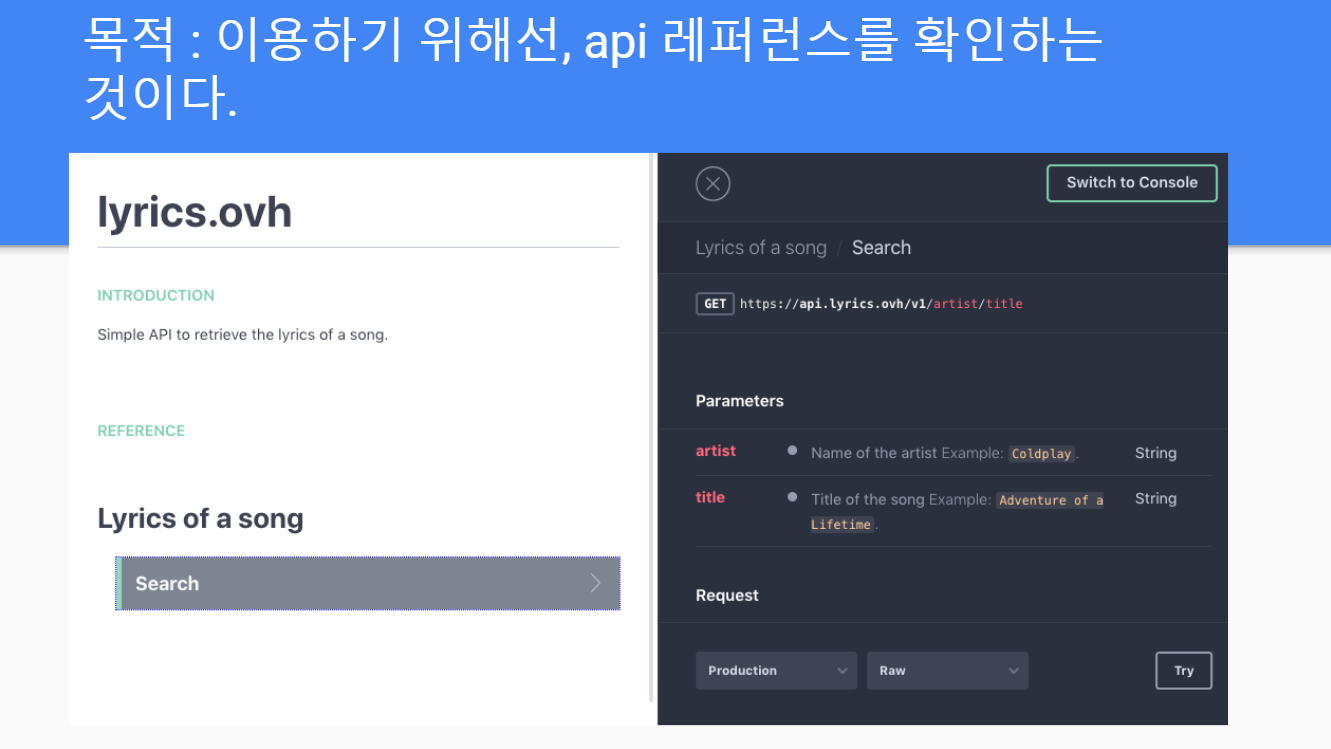 목적 : 이용하기 위해선, api 레퍼런스를 확인하는
것이다.
lyrics.ovh
INTRODUCTION
Simple API to retrieve the lyrics of a song.
REFERENCE
Lyrics of a song
Search
Switch to Console
Lyrics of a song / Search
GET https://api.lyrics.ovh/v1/artist/title
Parameters
artist Name of the artist Example: Coldplay. String
title Title of the song Example: Adventure of a String
Lifetime.
Request
Production Raw Try